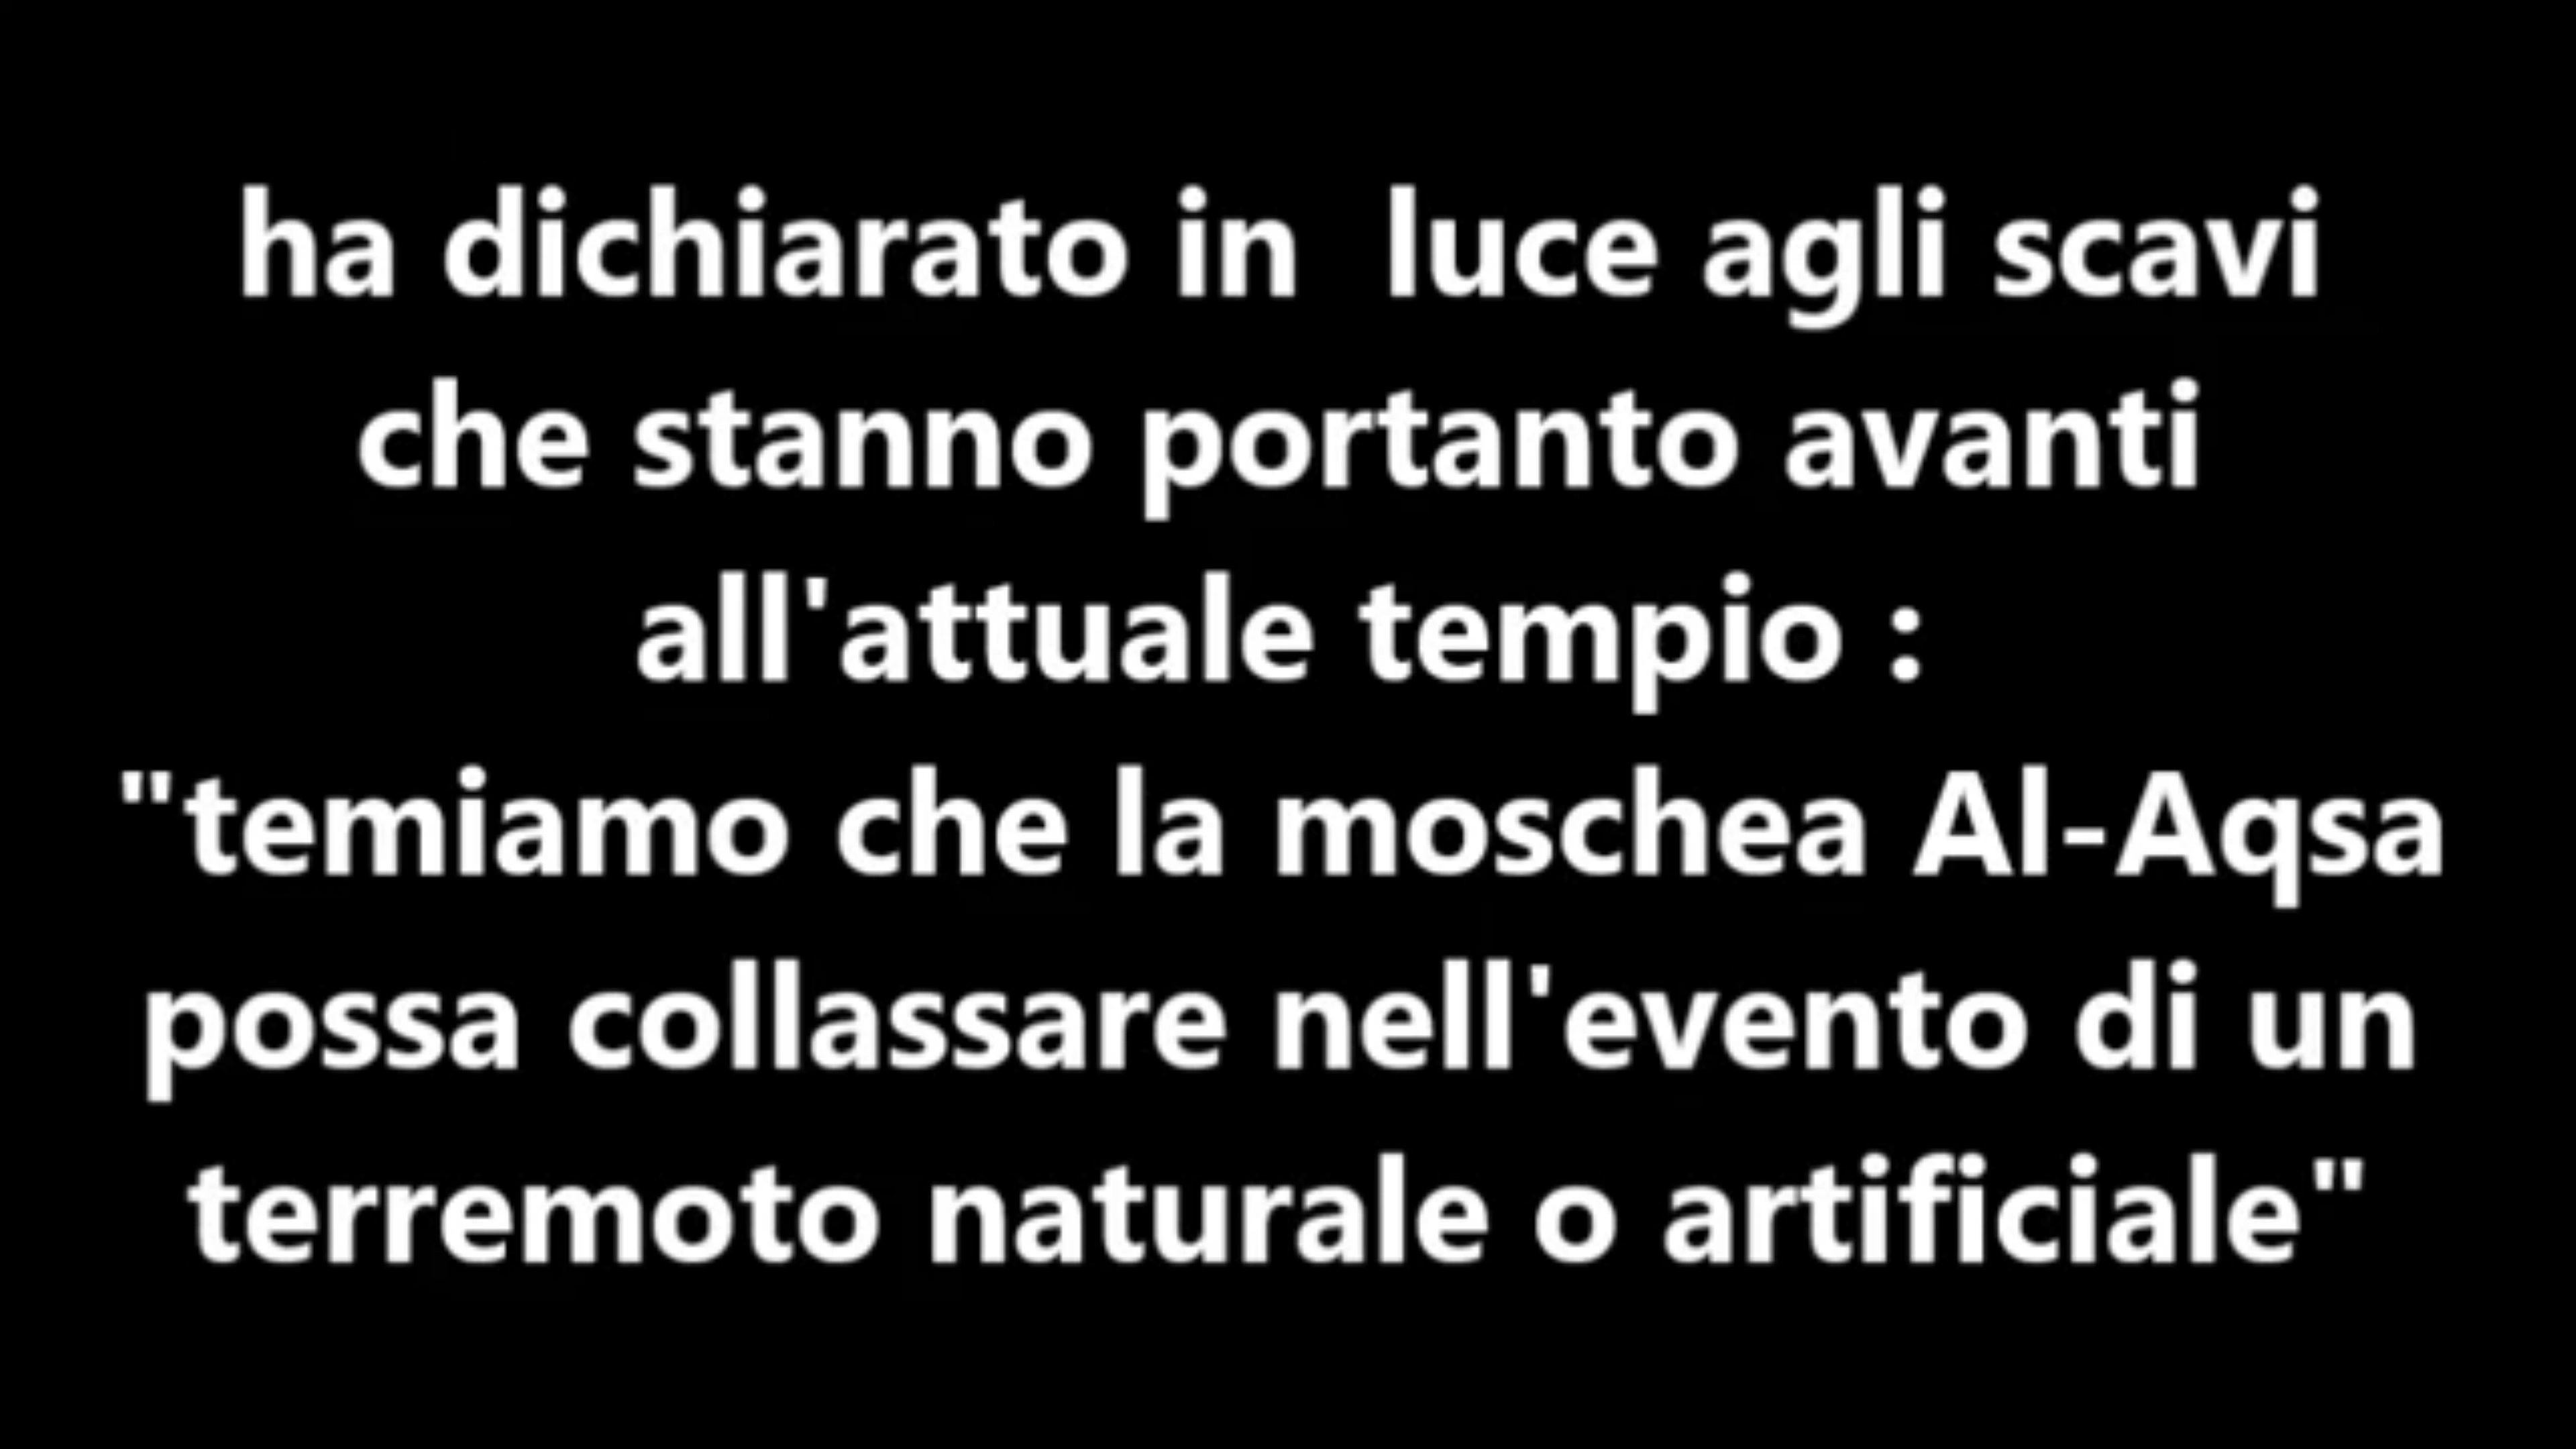 ha dichiarato in  luce agli scavi
che stanno portanto avanti
all'attuale tempio :
"temiamo che la moschea Al-Aqsa
possa collassare nell'evento di un
terremoto naturale o artificiale"